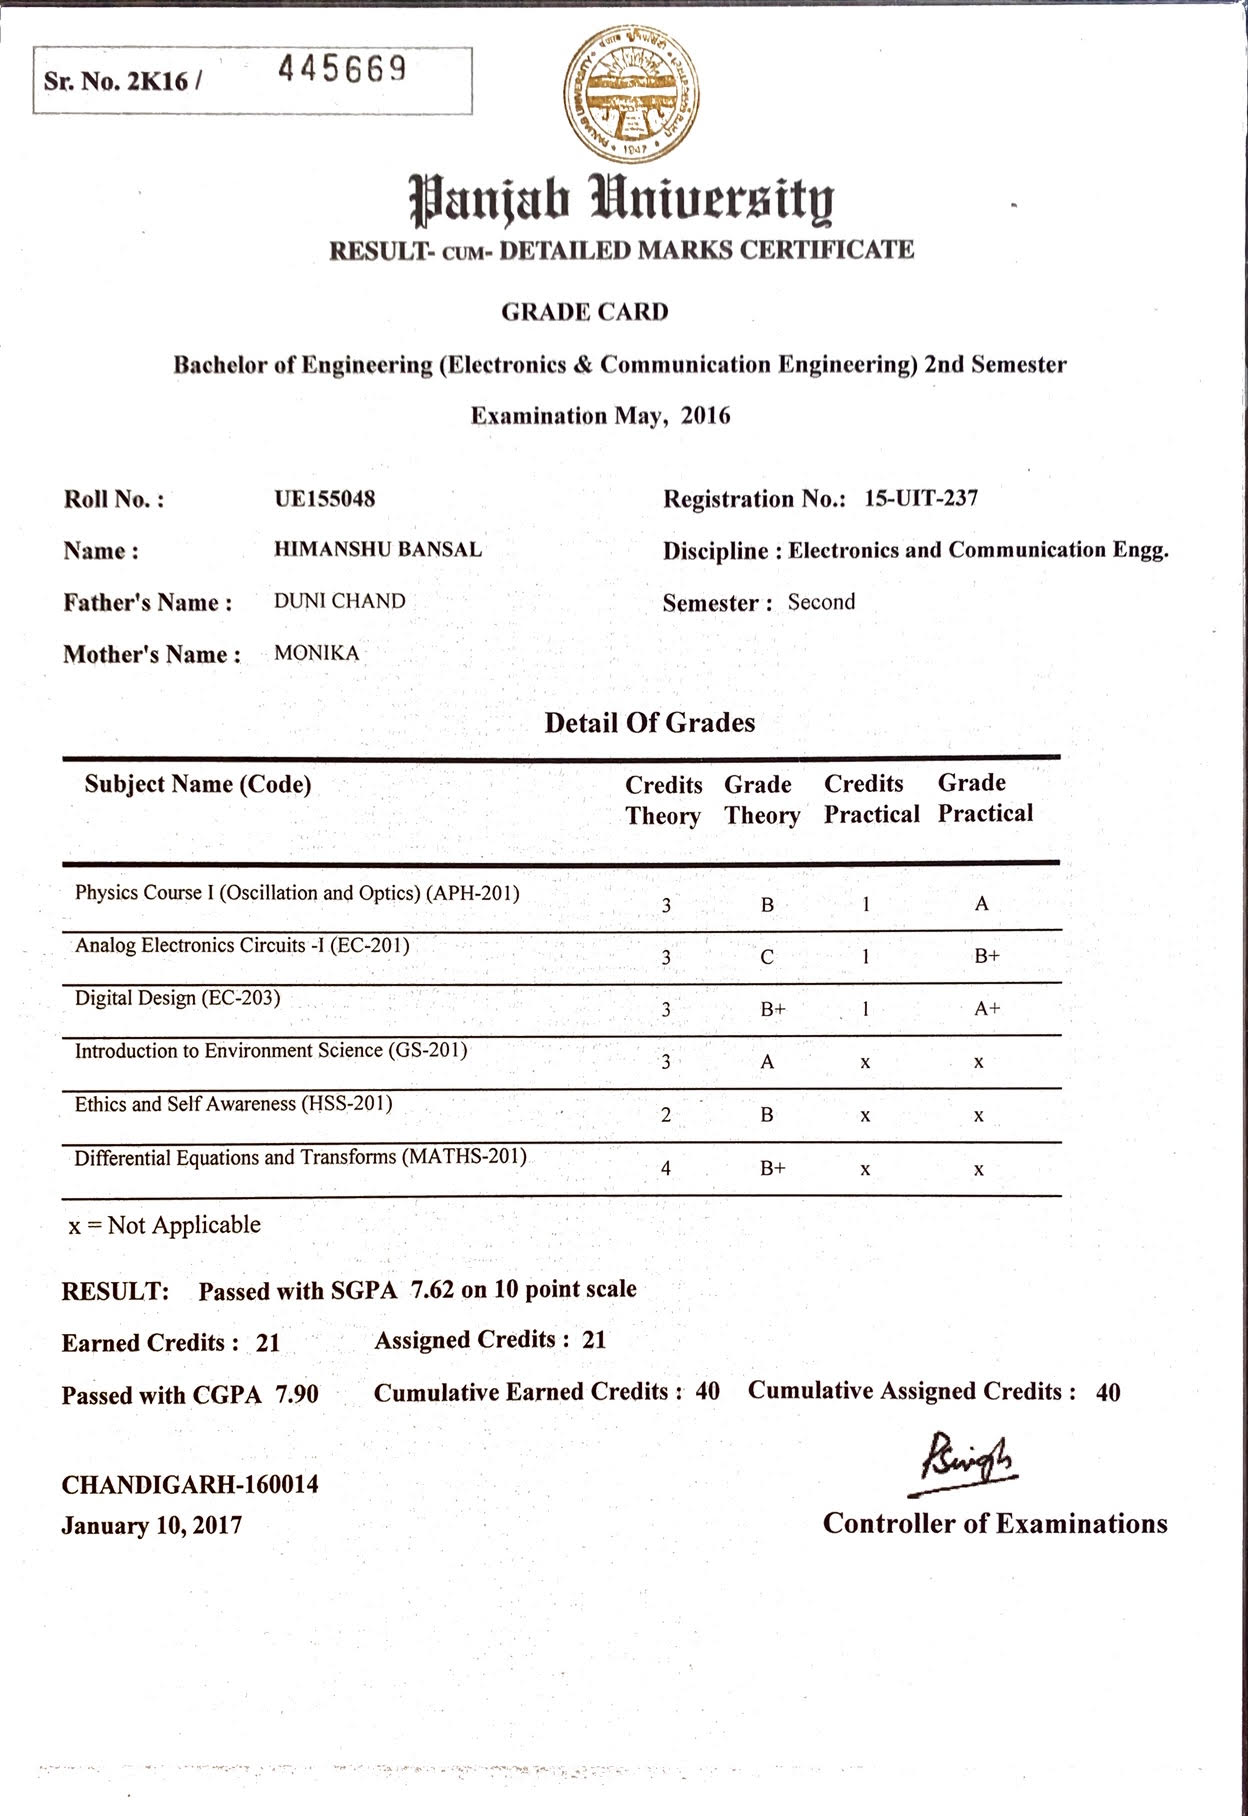 Sr. No. 2K16 / 445669
PANJAB UNIVERSITY
1947
Panjab University
RESULT- CUM- DETAILED MARKS CERTIFICATE
GRADE CARD
Bachelor of Engineering (Electronics & Communication Engineering) 2nd Semester
Examination May, 2016
Roll No. : UE155048 Registration No.: 15-UIT-237
Name : HIMANSHU BANSAL Discipline : Electronics and Communication Engg.
Father's Name : DUNI CHAND Semester : Second
Mother's Name : MONIKA
Detail Of Grades
Subject Name (Code) Credits Theory Grade Theory Credits Practical Grade Practical
Physics Course I (Oscillation and Optics) (APH-201) 3 B 1 A
Analog Electronics Circuits -I (EC-201) 3 C 1 B+
Digital Design (EC-203) 3 B+ 1 A+
Introduction to Environment Science (GS-201) 3 A x x
Ethics and Self Awareness (HSS-201) 2 B x x
Differential Equations and Transforms (MATHS-201) 4 B+ x x
x = Not Applicable
RESULT: Passed with SGPA 7.62 on 10 point scale
Earned Credits : 21 Assigned Credits : 21
Passed with CGPA 7.90 Cumulative Earned Credits : 40 Cumulative Assigned Credits : 40
PSingh
CHANDIGARH-160014
January 10, 2017 Controller of Examinations